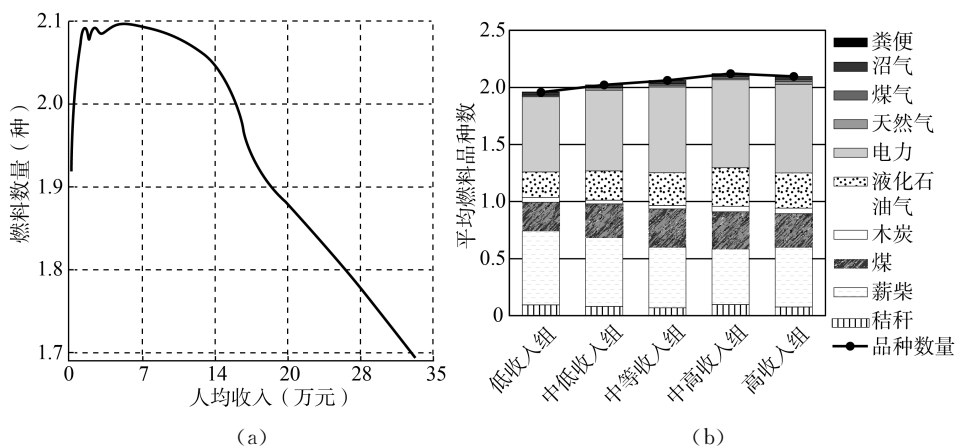 2.1
2.0
1.9
1.8
1.7
燃料数量（种）
0
7
14
20
28
35
人均收入（万元）
(a)
2.5
2.0
1.5
1.0
0.5
0
平均燃料品种数
低收入组
中低收入组
中等收入组
中高收入组
高收入组
粪便
沼气
煤气
天然气
电力
液化石
油气
木炭
煤
薪柴
秸秆
品种数量
(b)